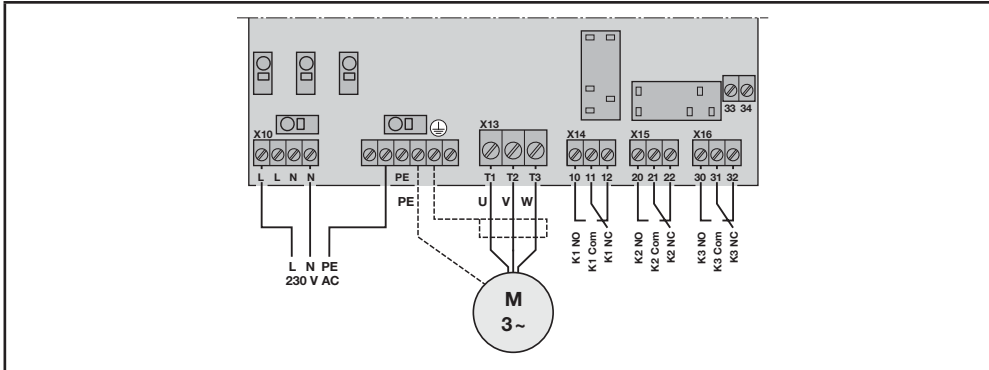 33 34
X10
X13
X14
X15
X16
L L N N
PE
T1 T2 T3
10 11 12
20 21 22
30 31 32
PE
U V W
K1 NO
K1 Com
K1 NC
K2 NO
K2 Com
K2 NC
K3 NO
K3 Com
K3 NC
L N PE
230 V AC
M
3~